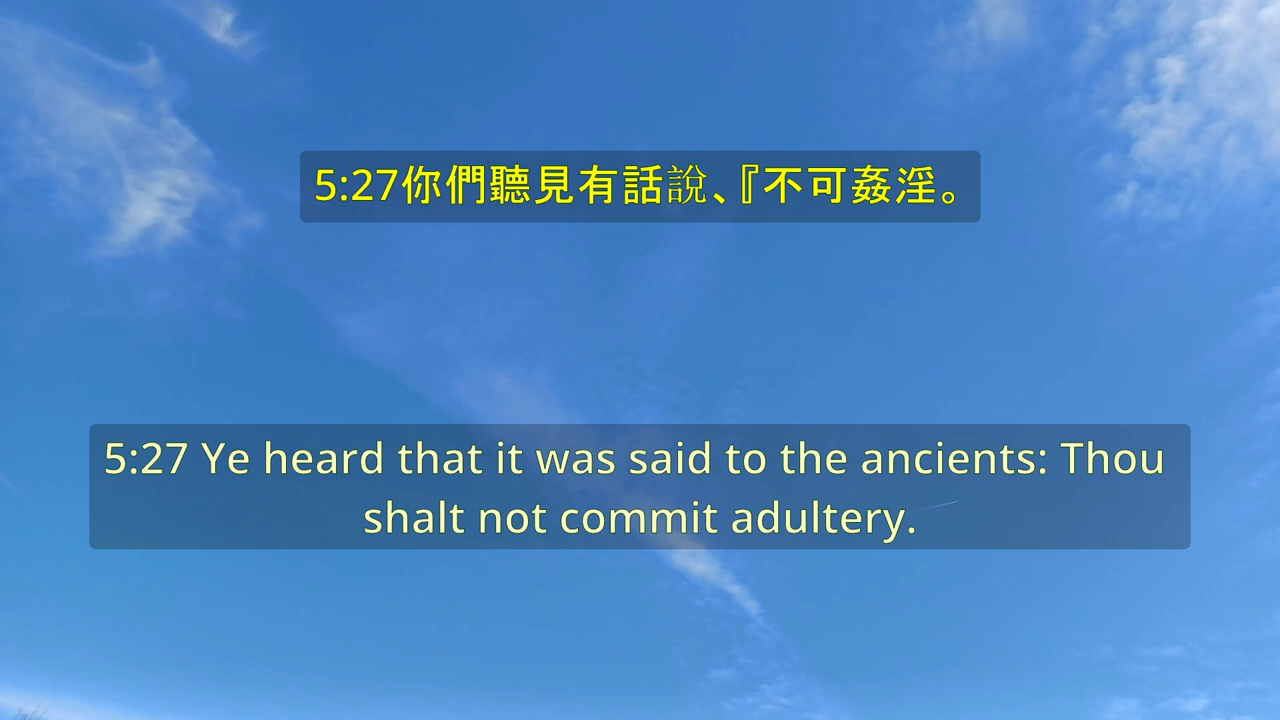 5:27你們聽見有話說、『不可姦淫。
5:27 Ye heard that it was said to the ancients: Thou
shalt not commit adultery.